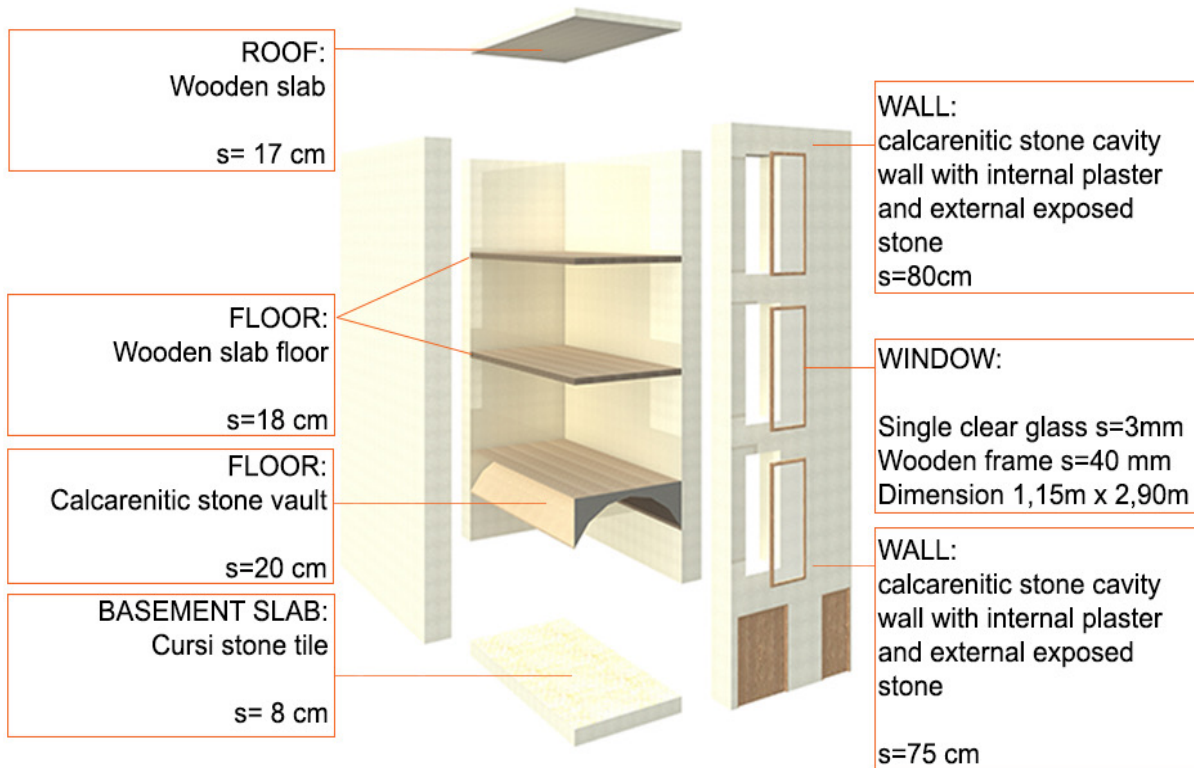 ROOF:
Wooden slab
s= 17 cm
FLOOR:
Wooden slab floor
s=18 cm
FLOOR:
Calcarenitic stone vault
s=20 cm
BASEMENT SLAB:
Cursi stone tile
s= 8 cm
WALL:
calcarenitic stone cavity
wall with internal plaster
and external exposed
stone
s=80cm
WINDOW:
Single clear glass s=3mm
Wooden frame s=40 mm
Dimension 1,15m x 2,90m
WALL:
calcarenitic stone cavity
wall with internal plaster
and external exposed
stone
s=75 cm